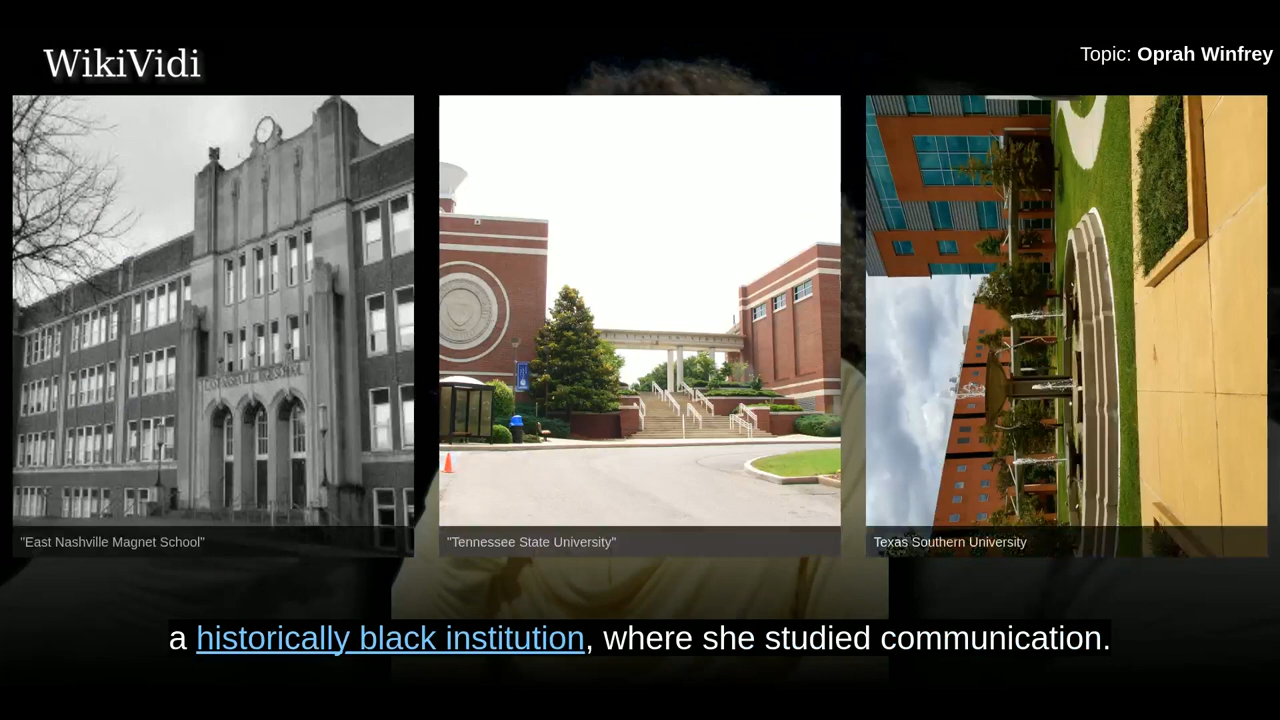 WikiVidi
Topic: Oprah Winfrey
"East Nashville Magnet School"
"Tennessee State University"
Texas Southern University
a historically black institution, where she studied communication.